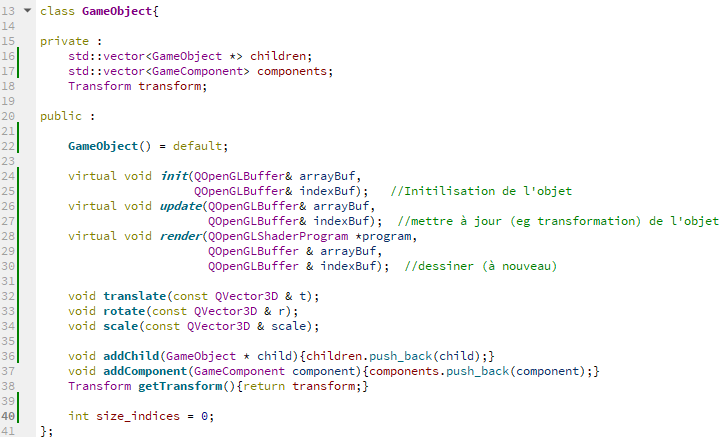 13 class GameObject{
14
15 private :
16 std::vector<GameObject *> children;
17 std::vector<GameComponent> components;
18 Transform transform;
19
20 public :
21
22 GameObject() = default;
23
24 virtual void init(QOpenGLBuffer& arrayBuf,
25 QOpenGLBuffer& indexBuf); //Initilisation de l'objet
26 virtual void update(QOpenGLBuffer& arrayBuf,
27 QOpenGLBuffer& indexBuf); //mettre à jour (eg transformation) de l'objet
28 virtual void render(QOpenGLShaderProgram *program,
29 QOpenGLBuffer & arrayBuf,
30 QOpenGLBuffer & indexBuf); //dessiner (à nouveau)
31
32 void translate(const QVector3D & t);
33 void rotate(const QVector3D & r);
34 void scale(const QVector3D & scale);
35
36 void addChild(GameObject * child){children.push_back(child);}
37 void addComponent(GameComponent component){components.push_back(component);}
38 Transform getTransform(){return transform;}
39
40 int size_indices = 0;
41 };